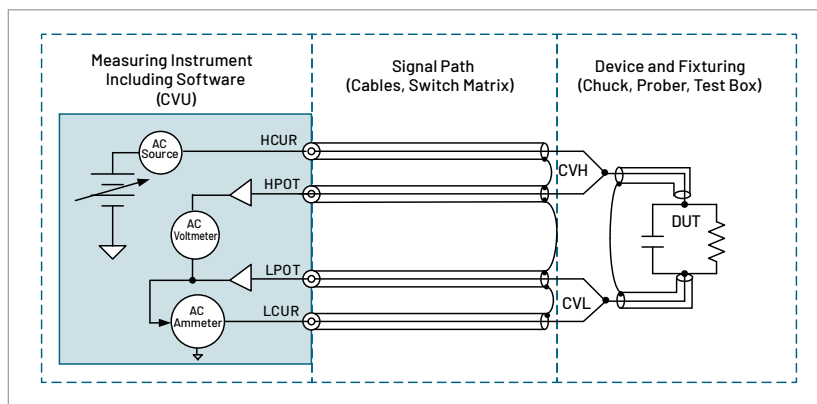 Measuring Instrument
Including Software
(CVU)
Signal Path
(Cables, Switch Matrix)
Device and Fixturing
(Chuck, Prober, Test Box)
AC
Source
HCUR
HPOT
AC
Voltmeter
LPOT
LCUR
AC
Ammeter
CVH
CVL
DUT